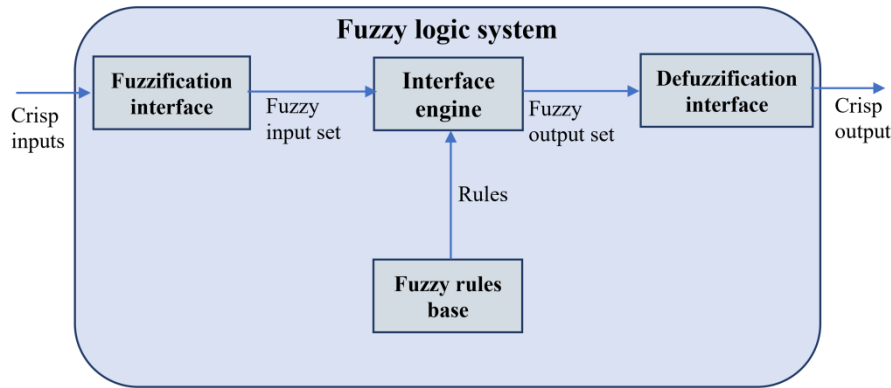 Fuzzy logic system
Fuzzification
interface
Interface
engine
Defuzzification
interface
Crisp
inputs
Fuzzy
input set
Fuzzy
output set
Crisp
output
Rules
Fuzzy rules
base